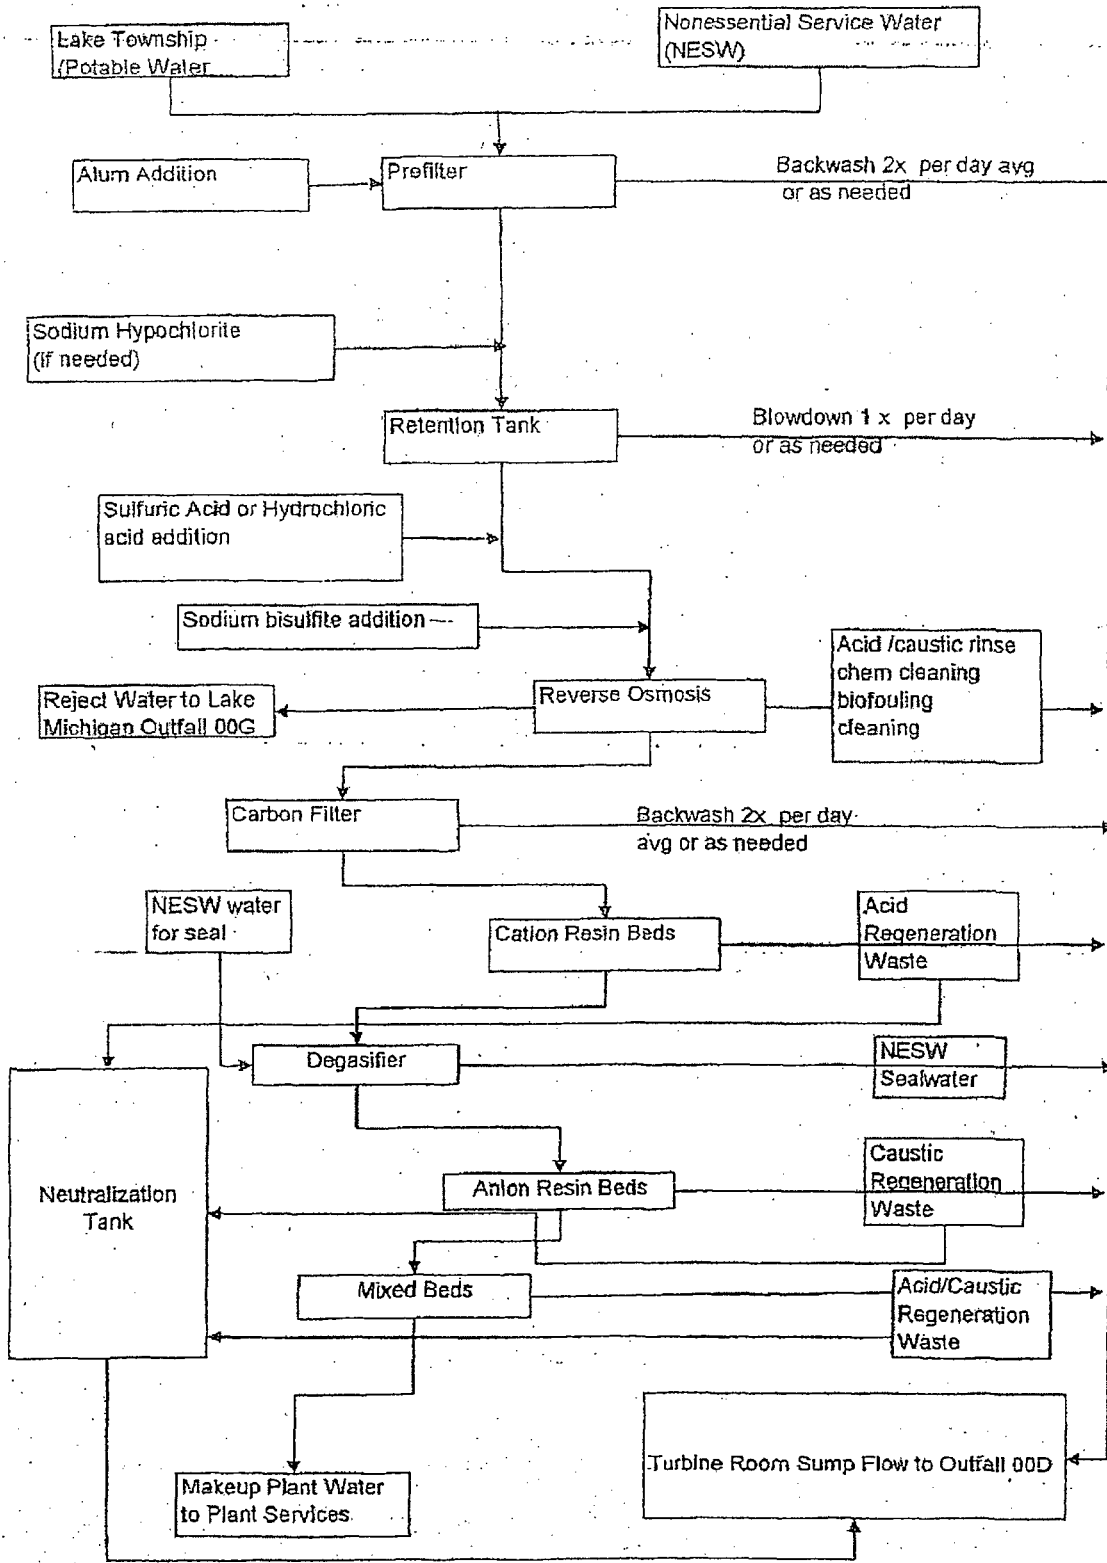 Lake Township
(Potable Water
Nonessential Service Water
(NESW)
Alum Addition
Prefilter
Backwash 2x per day avg
or as needed
Sodium Hypochlorite
(if needed)
Retention Tank
Blowdown 1 x per day
or as needed
Sulfuric Acid or Hydrochloric
acid addition
Sodium bisulfite addition
Reverse Osmosis
Acid /caustic rinse
chem cleaning
biofouling
cleaning
Reject Water to Lake
Michigan Outfall 00G
Carbon Filter
Backwash 2x per day
avg or as needed
NESW water
for seal
Cation Resin Beds
Acid
Regeneration
Waste
Degasifier
NESW
Sealwater
Neutralization
Tank
Anion Resin Beds
Caustic
Regeneration
Waste
Mixed Beds
Acid/Caustic
Regeneration
Waste
Turbine Room Sump Flow to Outfall 00D
Makeup Plant Water
to Plant Services